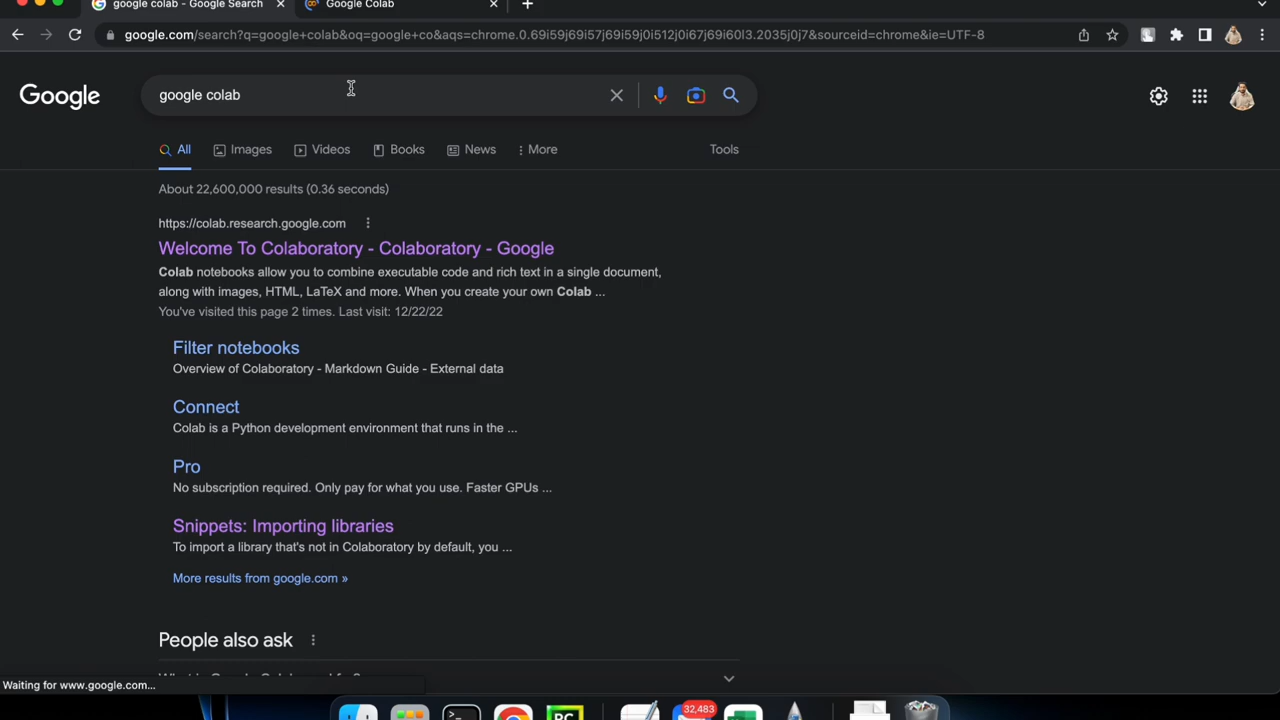 google colab - Google Search
Google Colab
google.com/search?q=google+colab&oq=google+co&aqs=chrome.0.69i59j69i57j69i59j0i512j0i67j69i60l3.2035j0j7&sourceid=chrome&ie=UTF-8
Google
google colab
All
Images
Videos
Books
News
More
Tools
About 22,600,000 results (0.36 seconds)
https://colab.research.google.com
Welcome To Colaboratory - Colaboratory - Google
Colab notebooks allow you to combine executable code and rich text in a single document,
along with images, HTML, LaTeX and more. When you create your own Colab ...
You've visited this page 2 times. Last visit: 12/22/22
Filter notebooks
Overview of Colaboratory - Markdown Guide - External data
Connect
Colab is a Python development environment that runs in the ...
Pro
No subscription required. Only pay for what you use. Faster GPUs ...
Snippets: Importing libraries
To import a library that's not in Colaboratory by default, you ...
More results from google.com »
People also ask
Waiting for www.google.com...
32,483
PC